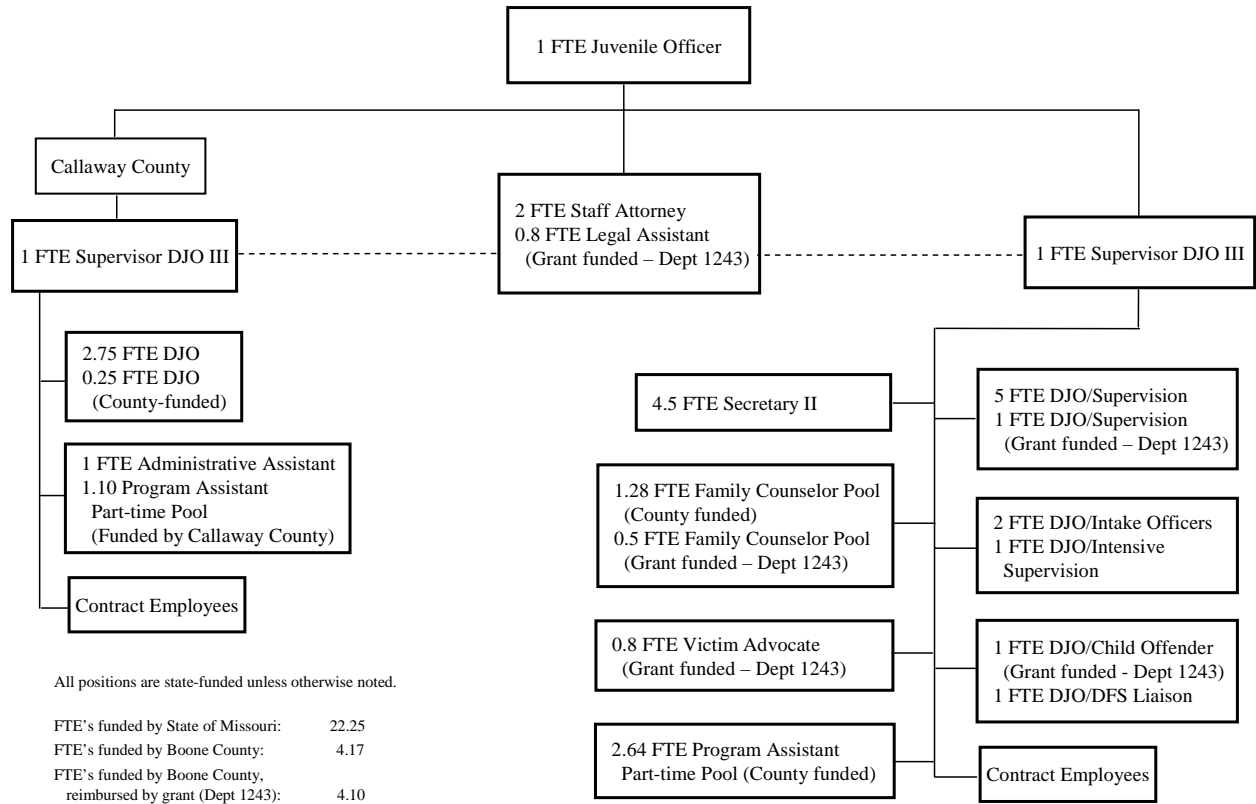 1 FTE Juvenile Officer
Callaway County
1 FTE Supervisor DJO III
2 FTE Staff Attorney
0.8 FTE Legal Assistant
(Grant funded – Dept 1243)
1 FTE Supervisor DJO III
2.75 FTE DJO
0.25 FTE DJO
(County-funded)
1 FTE Administrative Assistant
1.10 Program Assistant
Part-time Pool
(Funded by Callaway County)
Contract Employees
4.5 FTE Secretary II
1.28 FTE Family Counselor Pool
(County funded)
0.5 FTE Family Counselor Pool
(Grant funded – Dept 1243)
0.8 FTE Victim Advocate
(Grant funded – Dept 1243)
2.64 FTE Program Assistant
Part-time Pool (County funded)
5 FTE DJO/Supervision
1 FTE DJO/Supervision
(Grant funded – Dept 1243)
2 FTE DJO/Intake Officers
1 FTE DJO/Intensive
Supervision
1 FTE DJO/Child Offender
(Grant funded - Dept 1243)
1 FTE DJO/DFS Liaison
Contract Employees
All positions are state-funded unless otherwise noted.
FTE's funded by State of Missouri: 22.25
FTE's funded by Boone County: 4.17
FTE's funded by Boone County,
reimbursed by grant (Dept 1243): 4.10